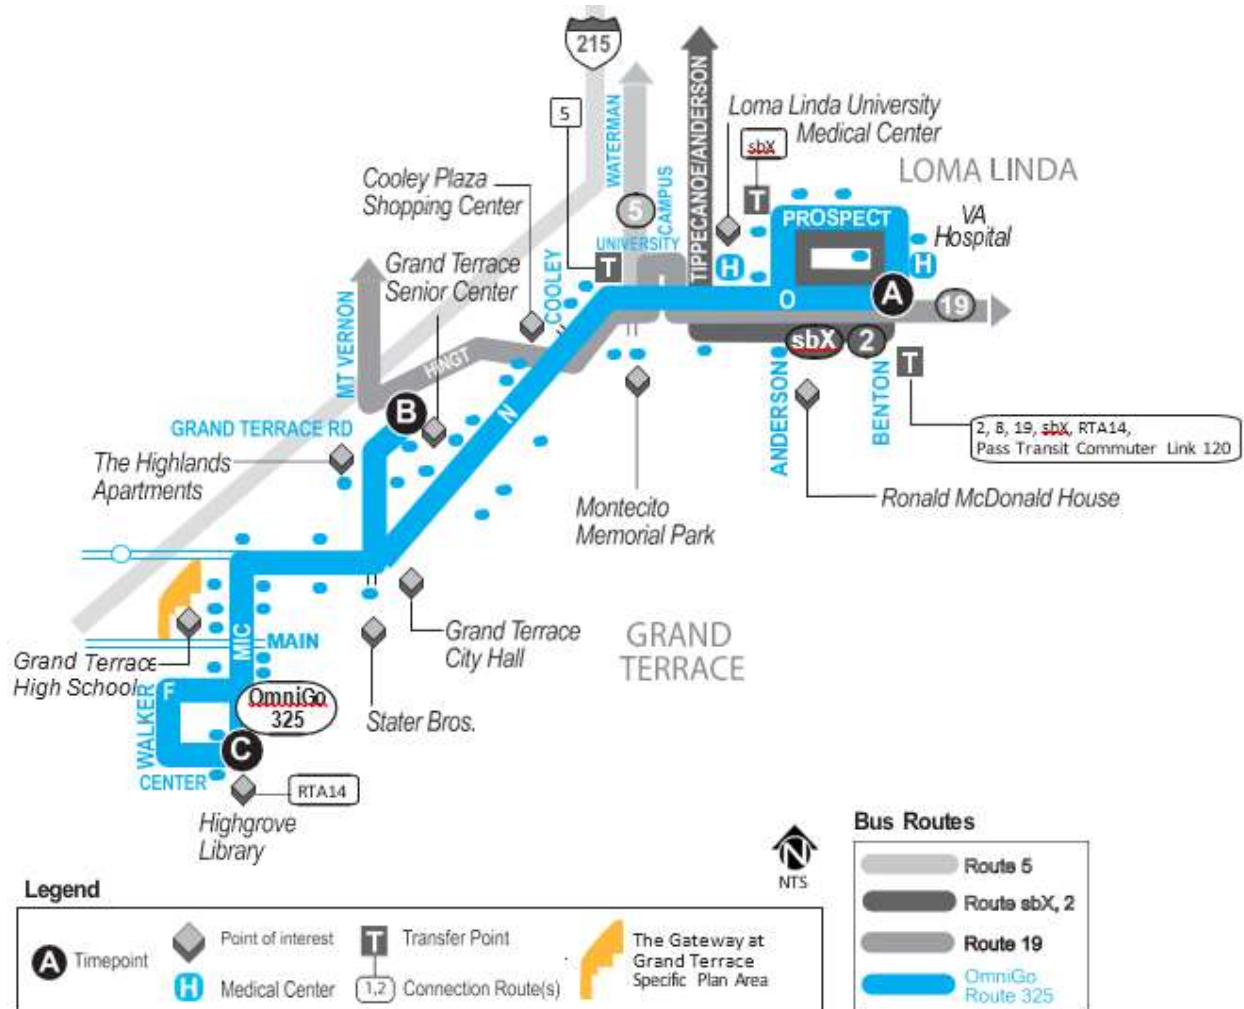 215
5
WATERMAN
CAMPUS
TIPPECANOE/ANDERSON
Loma Linda University
Medical Center
sbX
T
LOMA LINDA
Cooley Plaza
Shopping Center
5
UNIVERSITY
PROSPECT
VA
Hospital
H
H
Grand Terrace
Senior Center
COOLEY
T
O
A
19
MT VERNON
HINGT
sbX
2
T
N
B
GRAND TERRACE RD
ANDERSON
BENTON
2, 8, 19, sbX, RTA14,
Pass Transit Commuter Link 120
The Highlands
Apartments
Montecito
Memorial Park
Ronald McDonald House
MIC
MAIN
Grand Terrace
City Hall
GRAND
TERRACE
Grand Terrace
High School
F
WALKER
OmniGo
325
Stater Bros.
C
CENTER
RTA14
Highgrove
Library
N
NTS
Bus Routes
Route 5
Route sbX, 2
Route 19
OmniGo
Route 325
Legend
A Timepoint
Point of interest
H Medical Center
T Transfer Point
1,2 Connection Route(s)
The Gateway at
Grand Terrace
Specific Plan Area